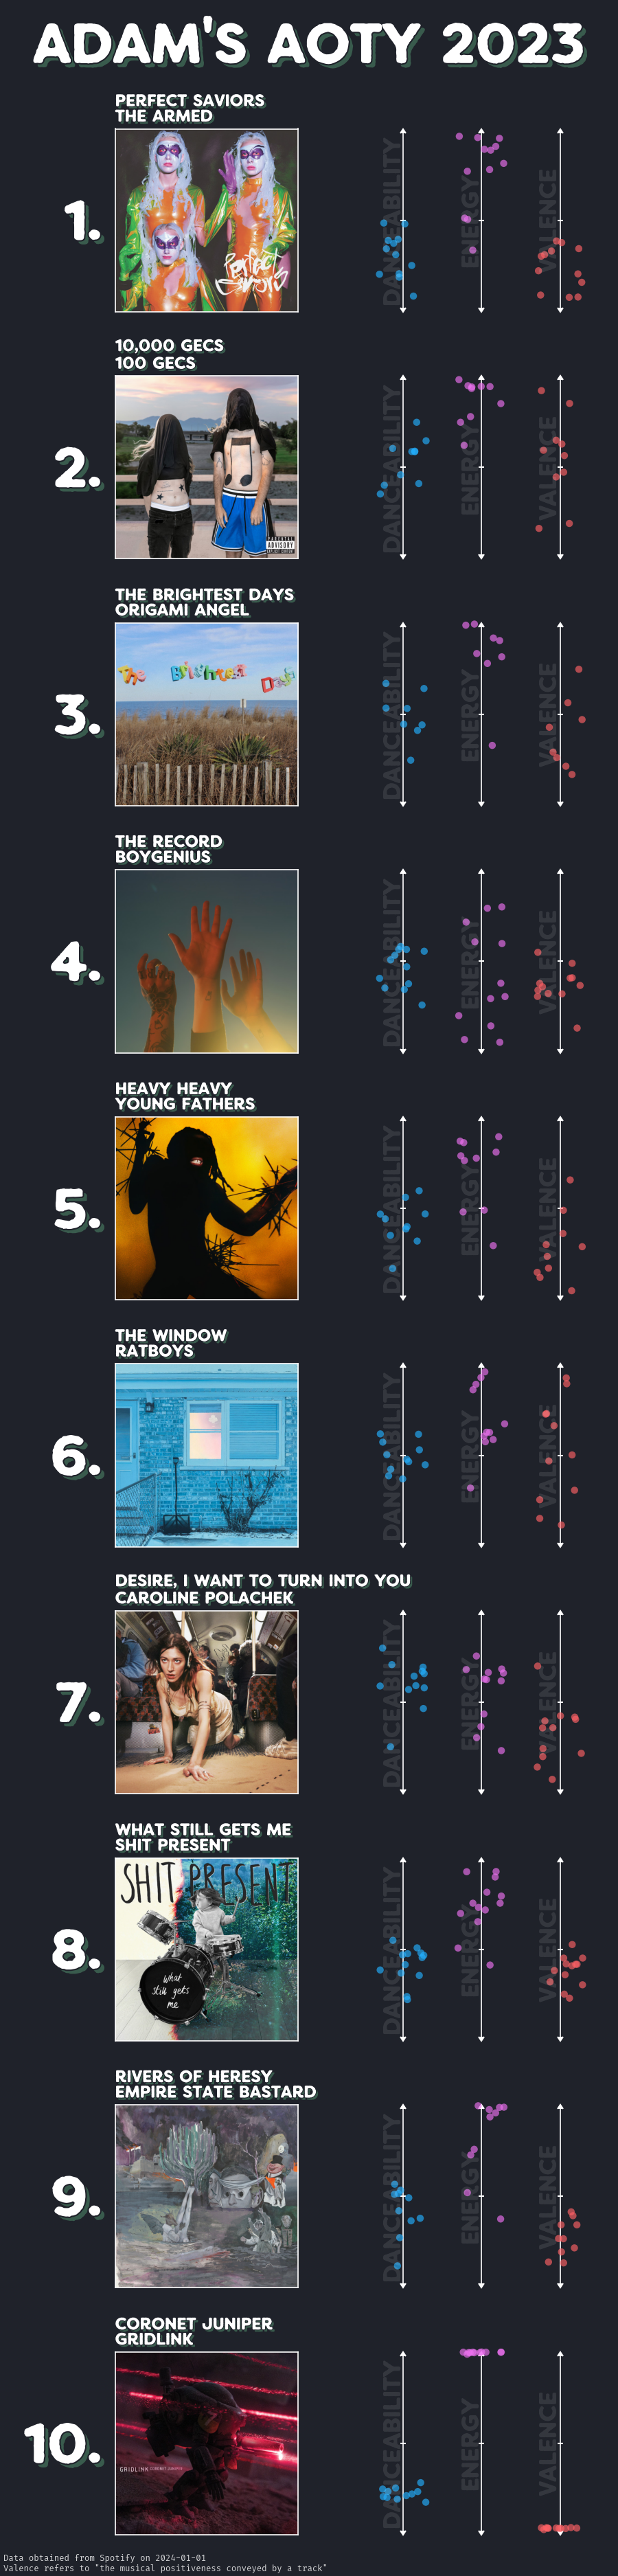 ADAM'S AOTY 2023
PERFECT SAVIORS
THE ARMED
1.
Perfect
Saviors
DANCEABILITY
ENERGY
VALENCE
10,000 GECS
100 GECS
2.
PARENTAL
ADVISORY
EXPLICIT CONTENT
DANCEABILITY
ENERGY
VALENCE
THE BRIGHTEST DAYS
ORIGAMI ANGEL
3.
The Brightest Days
DANCEABILITY
ENERGY
VALENCE
THE RECORD
BOYGENIUS
4.
DANCEABILITY
ENERGY
VALENCE
HEAVY HEAVY
YOUNG FATHERS
5.
DANCEABILITY
ENERGY
VALENCE
THE WINDOW
RATBOYS
6.
DANCEABILITY
ENERGY
VALENCE
DESIRE, I WANT TO TURN INTO YOU
CAROLINE POLACHEK
7.
DANCEABILITY
ENERGY
VALENCE
WHAT STILL GETS ME
SHIT PRESENT
8.
SHIT PRESENT
What
still gets
me
DANCEABILITY
ENERGY
VALENCE
RIVERS OF HERESY
EMPIRE STATE BASTARD
9.
DANCEABILITY
ENERGY
VALENCE
CORONET JUNIPER
GRIDLINK
10.
GRIDLINK CORONET JUNIPER
DANCEABILITY
ENERGY
VALENCE
Data obtained from Spotify on 2024-01-01
Valence refers to "the musical positiveness conveyed by a track"